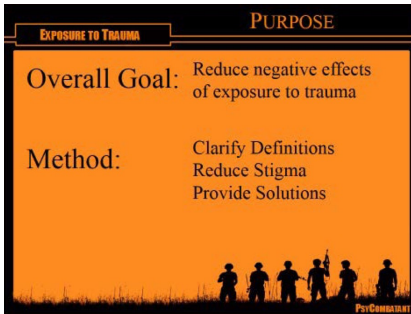 PURPOSE
EXPOSURE TO TRAUMA
Overall Goal:
Reduce negative effects
of exposure to trauma
Method:
Clarify Definitions
Reduce Stigma
Provide Solutions
PSYCOMBATANT